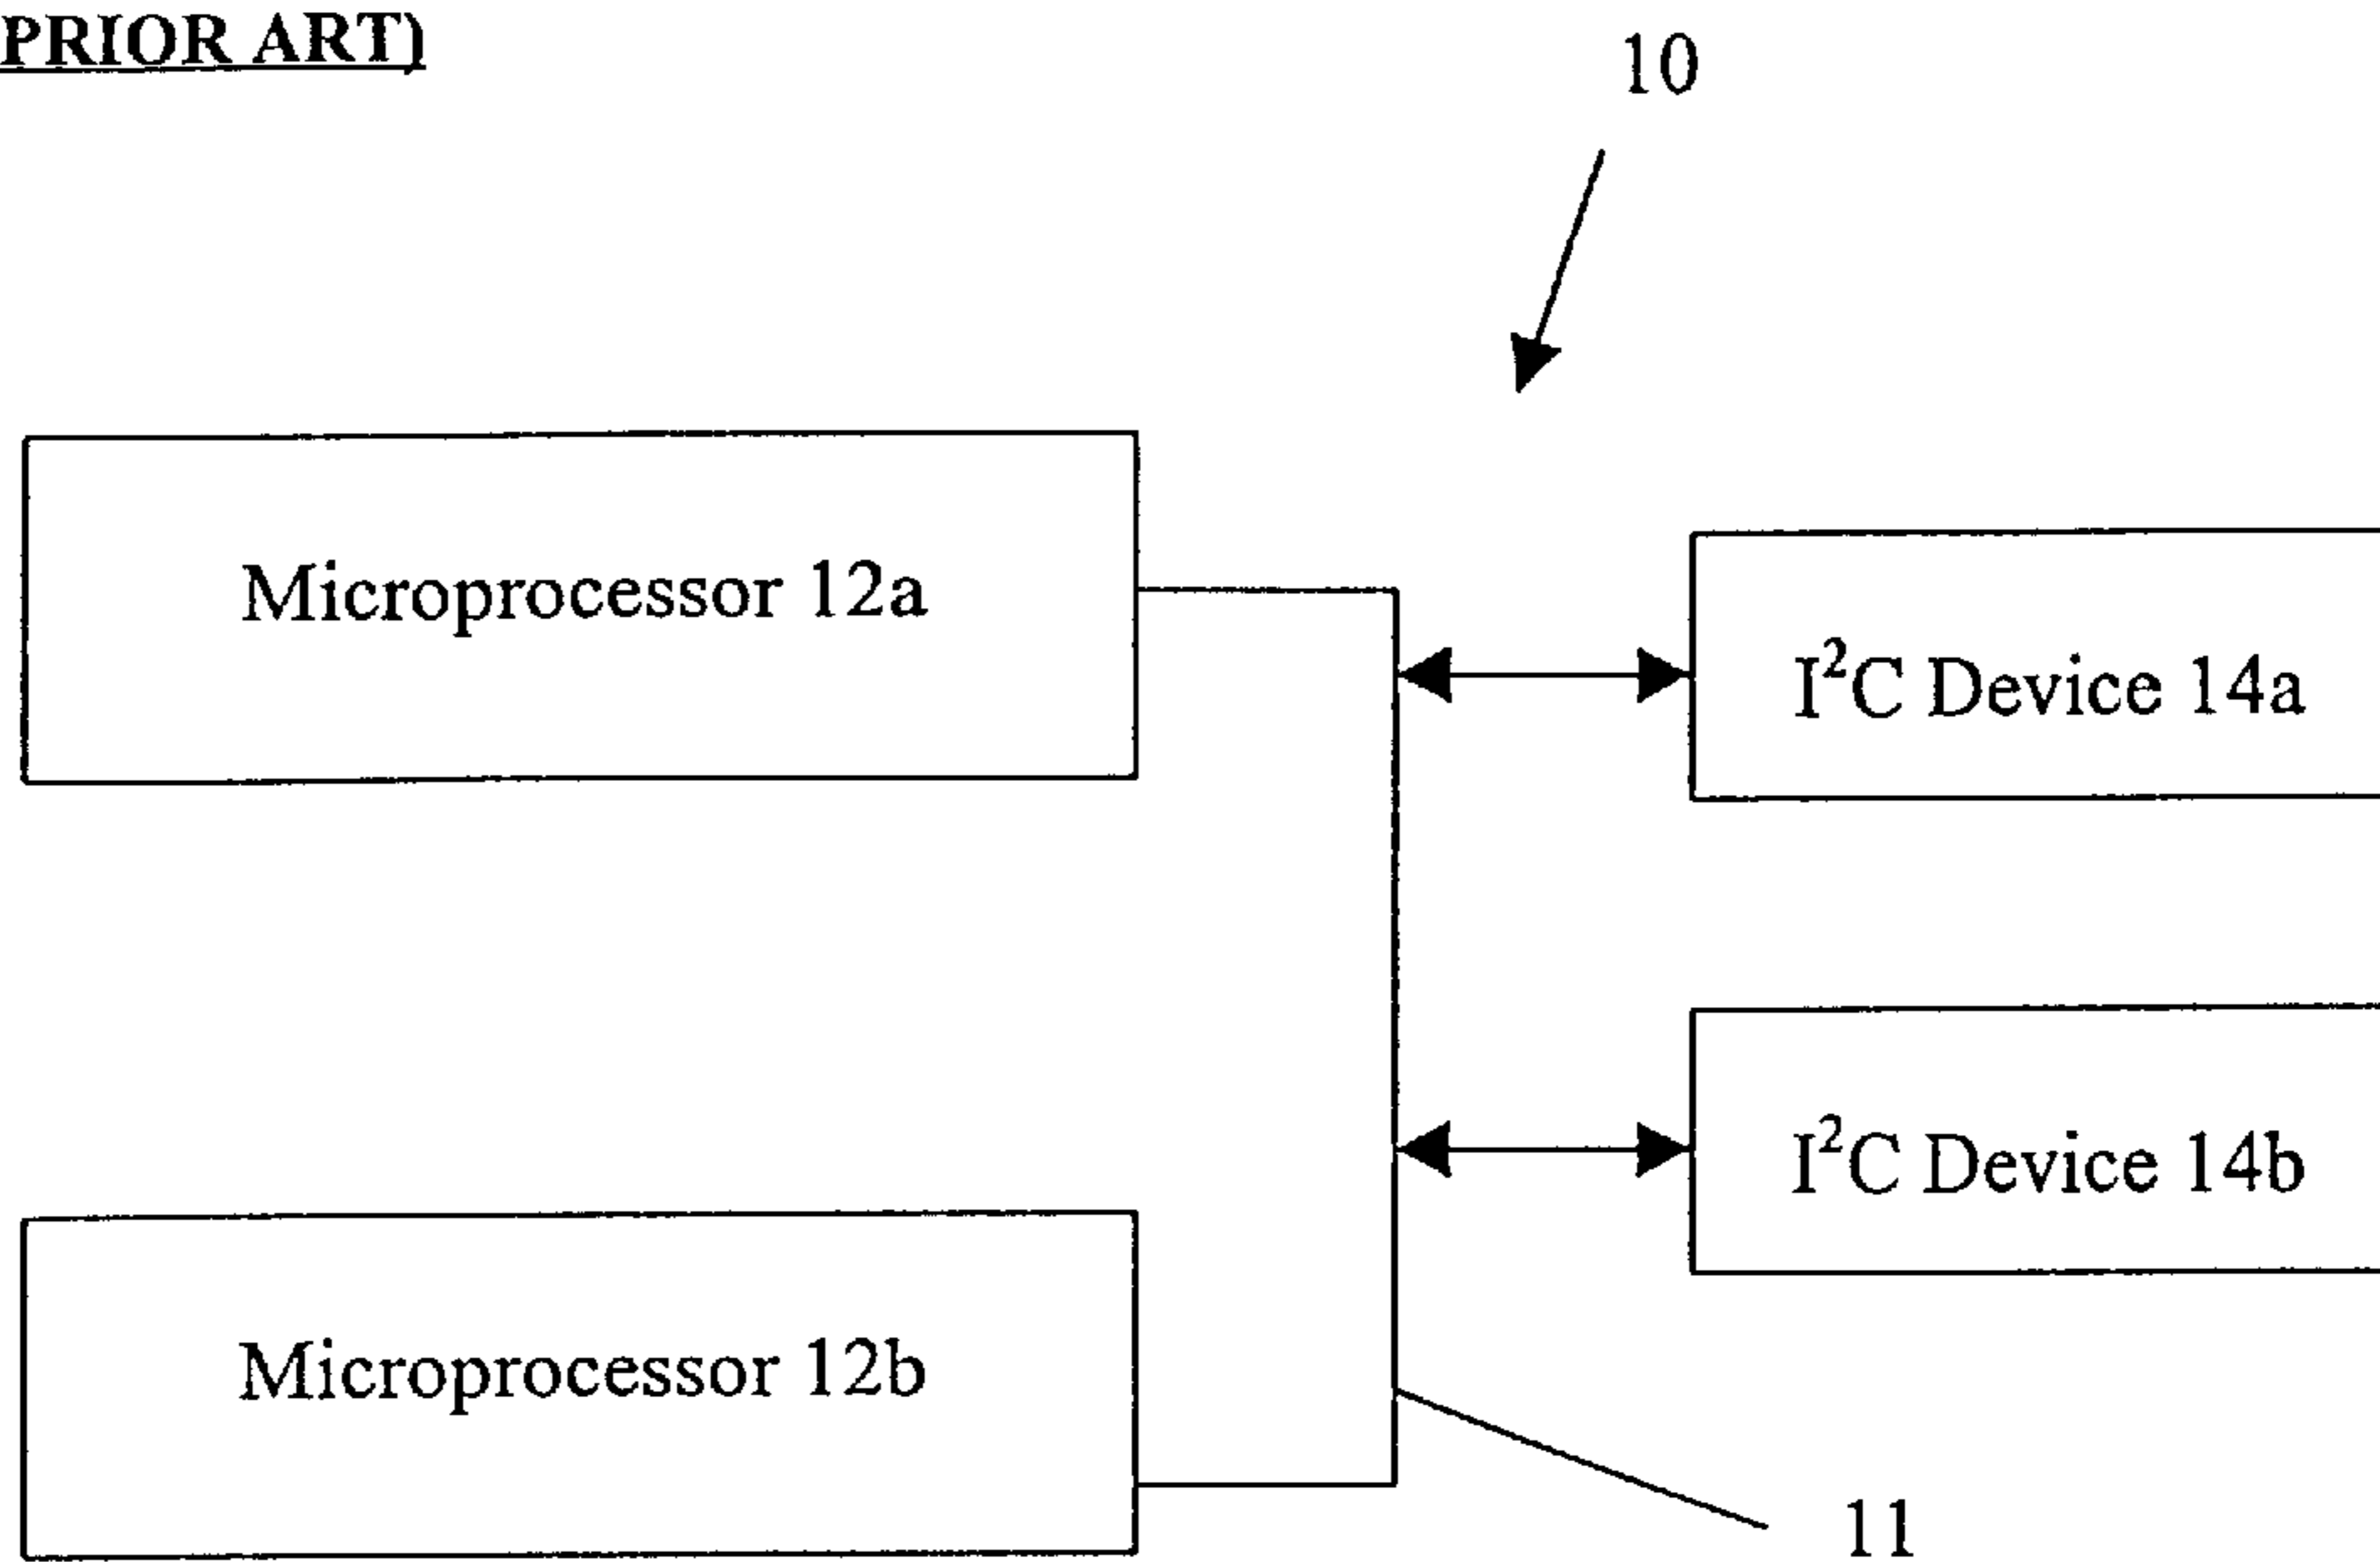 PRIOR ART)
10
Microprocessor 12a
I²C Device 14a
I²C Device 14b
Microprocessor 12b
11